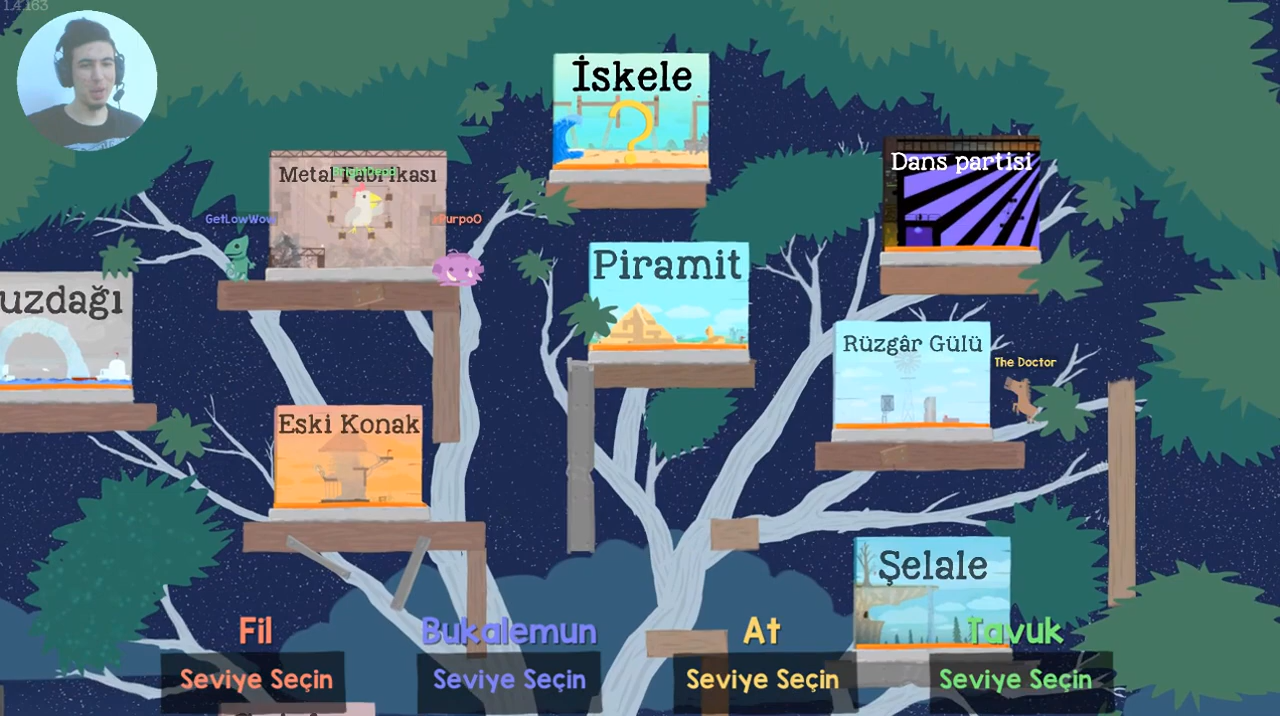 1.4.163
İskele
Dans partisi
Metal Fabrikası
BrightDead
GetLowWow
PurpoO
Piramit
uzdağı
Rüzgâr Gülü
The Doctor
Eski Konak
Şelale
Fil
Bukalemun
At
Tavuk
Seviye Seçin
Seviye Seçin
Seviye Seçin
Seviye Seçin